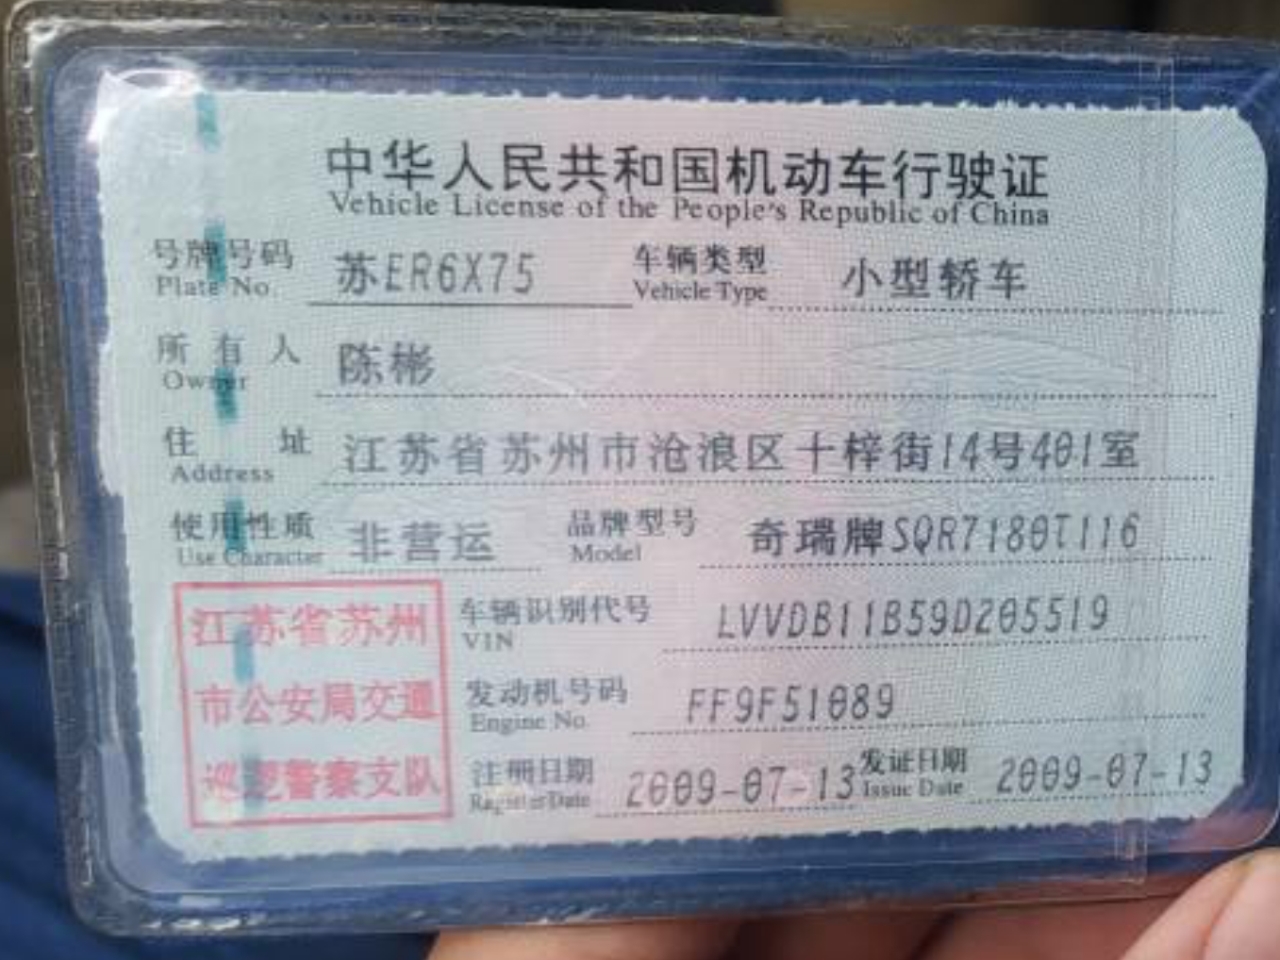 中华人民共和国机动车行驶证
Vehicle License of the People's Republic of China
号牌号码 苏ER6X75 车辆类型 小型轿车
Plate No. Vehicle Type
所有人 陈彬
Owner
住址 江苏省苏州市沧浪区十梓街14号401室
Address
使用性质 非营运 品牌型号 奇瑞牌SQR7180T116
Use Character Model
江苏省苏州
市公安局交通
巡逻警察支队
车辆识别代号 LVVDB11B59D205519
VIN
发动机号码 FF9F51089
Engine No.
注册日期 2009-07-13 发证日期 2009-07-13
Register Date Issue Date